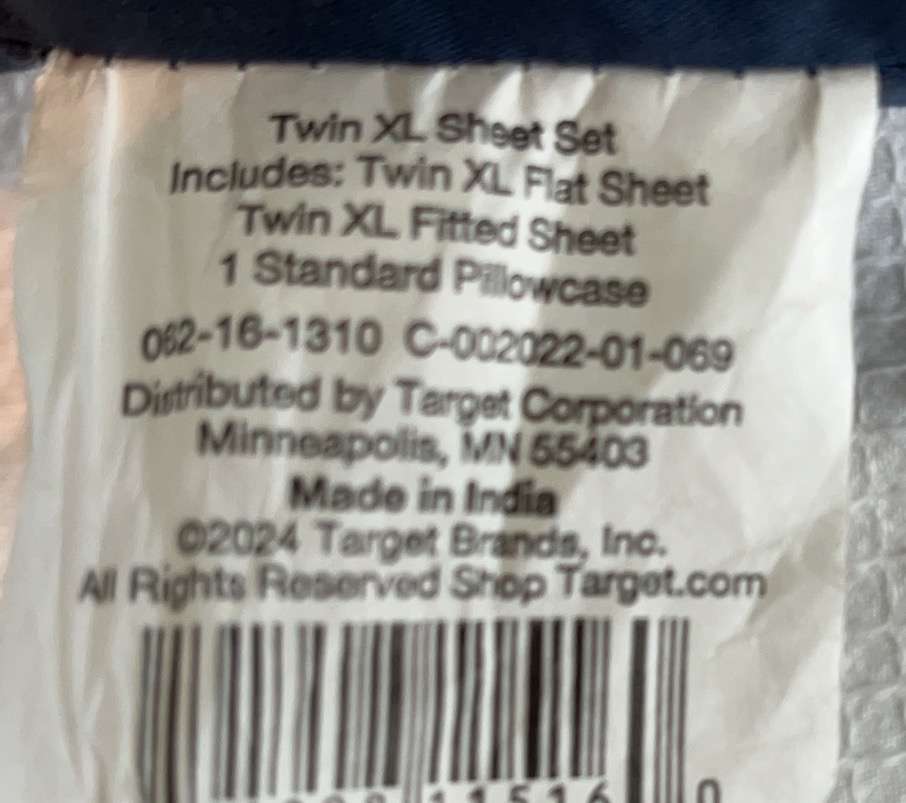 Twin XL Sheet Set
Includes: Twin XL Flat Sheet
Twin XL Fitted Sheet
1 Standard Pillowcase
062-16-1310 C-002022-01-069
Distributed by Target Corporation
Minneapolis, MN 55403
Made in India
©2024 Target Brands, Inc.
All Rights Reserved Shop Target.com
11516 0